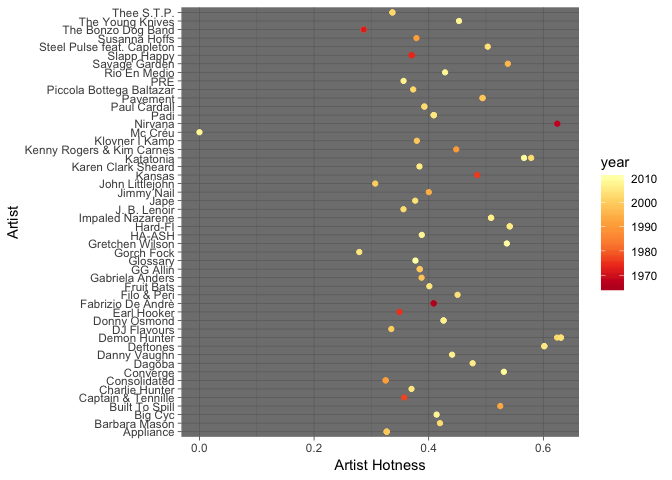 Thee S.T.P.
The Young Knives
The Bonzo Dog Band
Susanna Hoffs
Steel Pulse feat. Capleton
Slapp Happy
Savage Garden
Rio En Medio
PRE
Piccola Bottega Baltazar
Pavement
Paul Cardall
Padi
Nirvana
Mc Créu
Klovner I Kamp
Kenny Rogers & Kim Carnes
Katatonia
Karen Clark Sheard
Kansas
John Littlejohn
Jimmy Nail
Jape
J. B. Lenoir
Impaled Nazarene
Hard-Fi
HA-ASH
Gretchen Wilson
Gorch Fock
Glossary
GG Allin
Gabriela Anders
Fruit Bats
Filo & Peri
Fabrizio De André
Earl Hooker
Donny Osmond
DJ Flavours
Demon Hunter
Deftones
Danny Vaughn
Dagoba
Converge
Consolidated
Charlie Hunter
Captain & Tennille
Built To Spill
Big Cyc
Barbara Mason
Appliance
Artist
0.0
0.2
0.4
0.6
Artist Hotness
year
2010
2000
1990
1980
1970